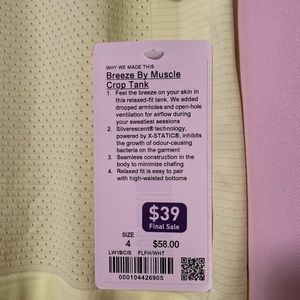 WHY WE MADE THIS
Breeze By Muscle
Crop Tank
1. Feel the breeze on your skin in
this relaxed-fit tank. We added
dropped armholes and open-hole
ventilation for airflow during
your sweatiest sessions
2. Silverescent® technology,
powered by X-STATIC®, inhibits
the growth of odour-causing
bacteria on the garment
3. Seamless construction in the
body to minimize chafing
4. Relaxed fit is easy to pair
with high-waisted bottoms
$39
Final Sale
SIZE
4 $58.00
LW1BCIS FLFH/WHT
000104426905